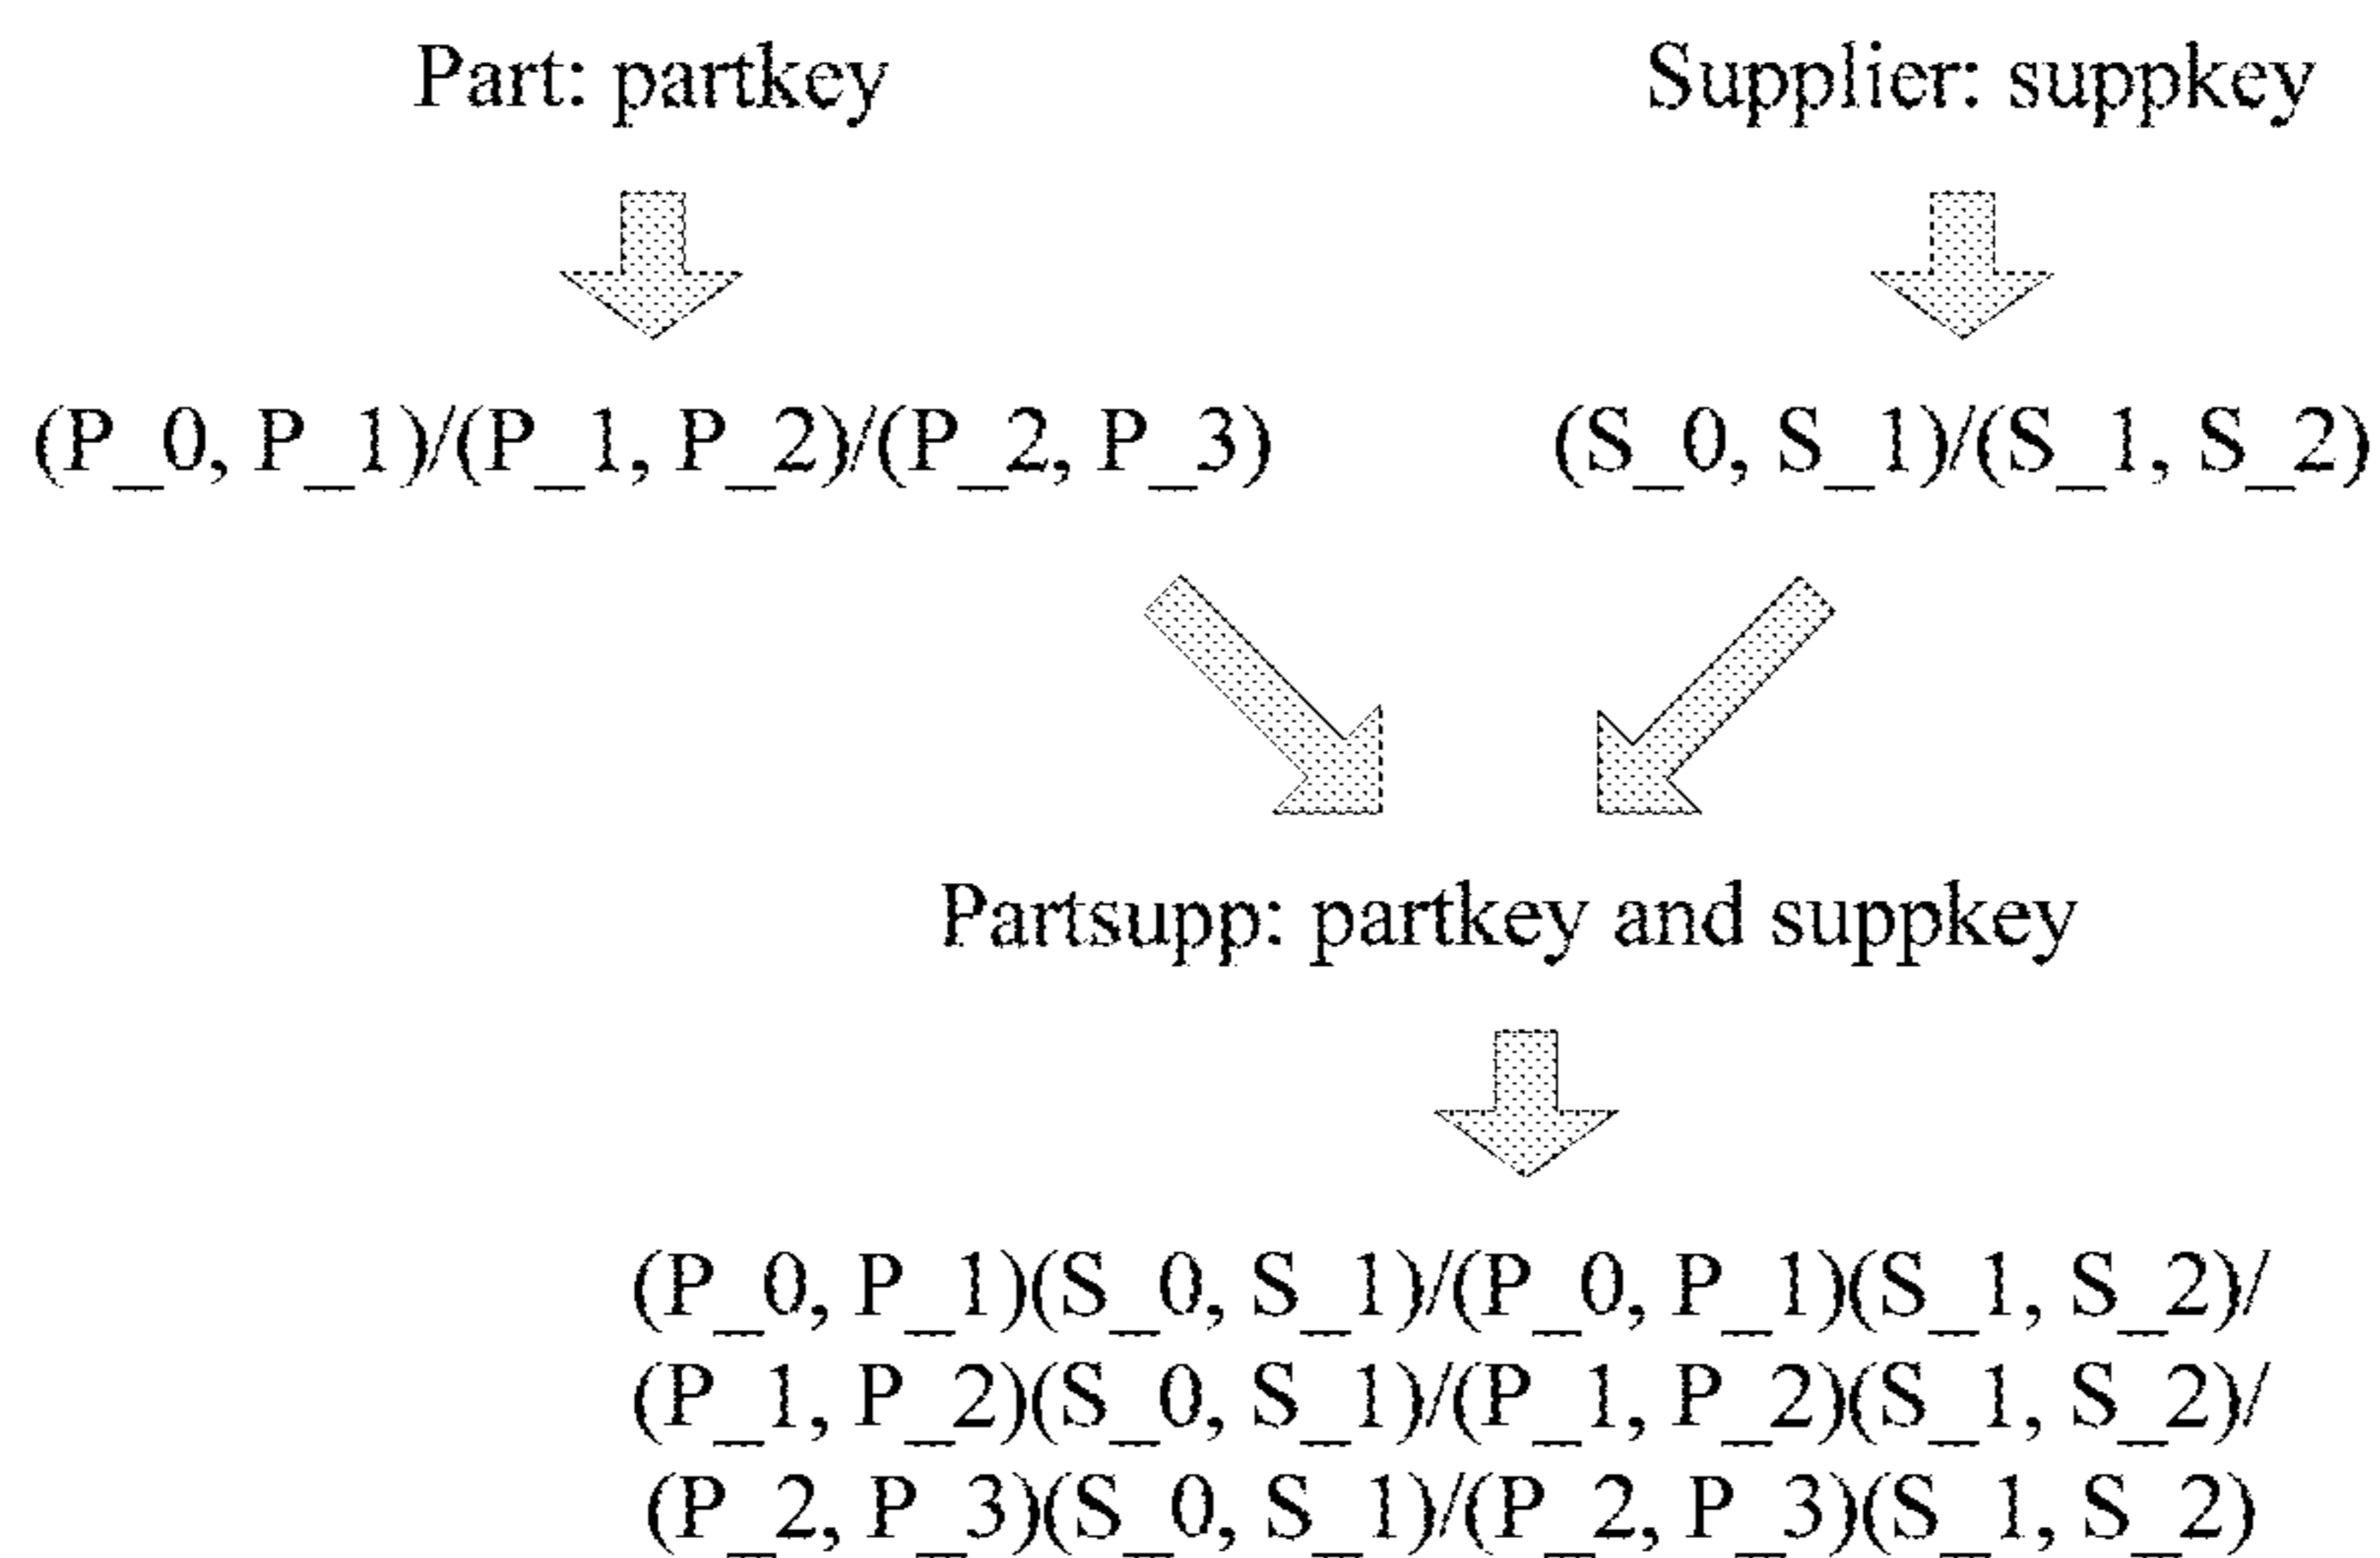 Part: partkey
Supplier: suppkey
(P_0, P_1)/(P_1, P_2)/(P_2, P_3)
(S_0, S_1)/(S_1, S_2)
Partsupp: partkey and suppkey
(P_0, P_1)(S_0, S_1)/(P_0, P_1)(S_1, S_2)/
(P_1, P_2)(S_0, S_1)/(P_1, P_2)(S_1, S_2)/
(P_2, P_3)(S_0, S_1)/(P_2, P_3)(S_1, S_2)